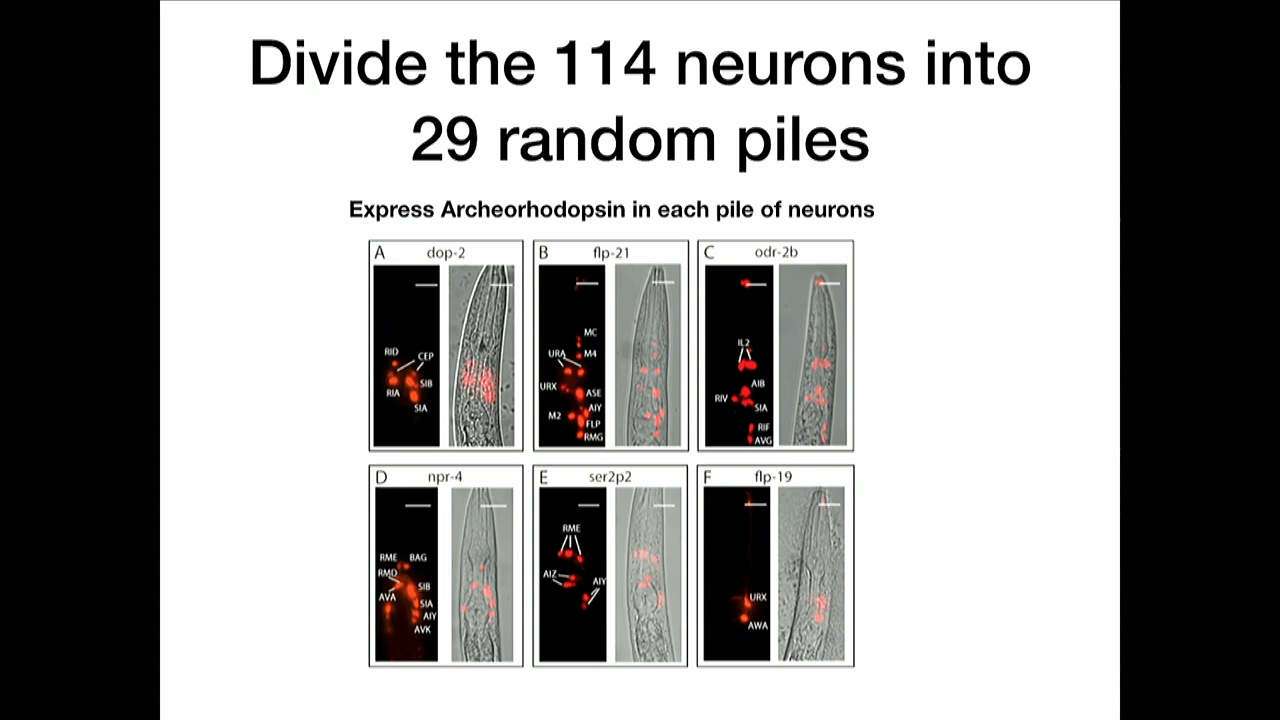 Divide the 114 neurons into
29 random piles
Express Archeorhodopsin in each pile of neurons
A dop-2
RID
CEP
RIA
SIB
SIA
B flp-21
MC
URA
M4
URX
ASE
AIY
M2
FLP
RMG
C odr-2b
IL2
AIB
RIV
SIA
RIF
AVG
D npr-4
RME BAG
RMD
SIB
AVA
SIA
AIY
AVK
E ser2p2
RME
AIZ
AIY
F flp-19
URX
AWA